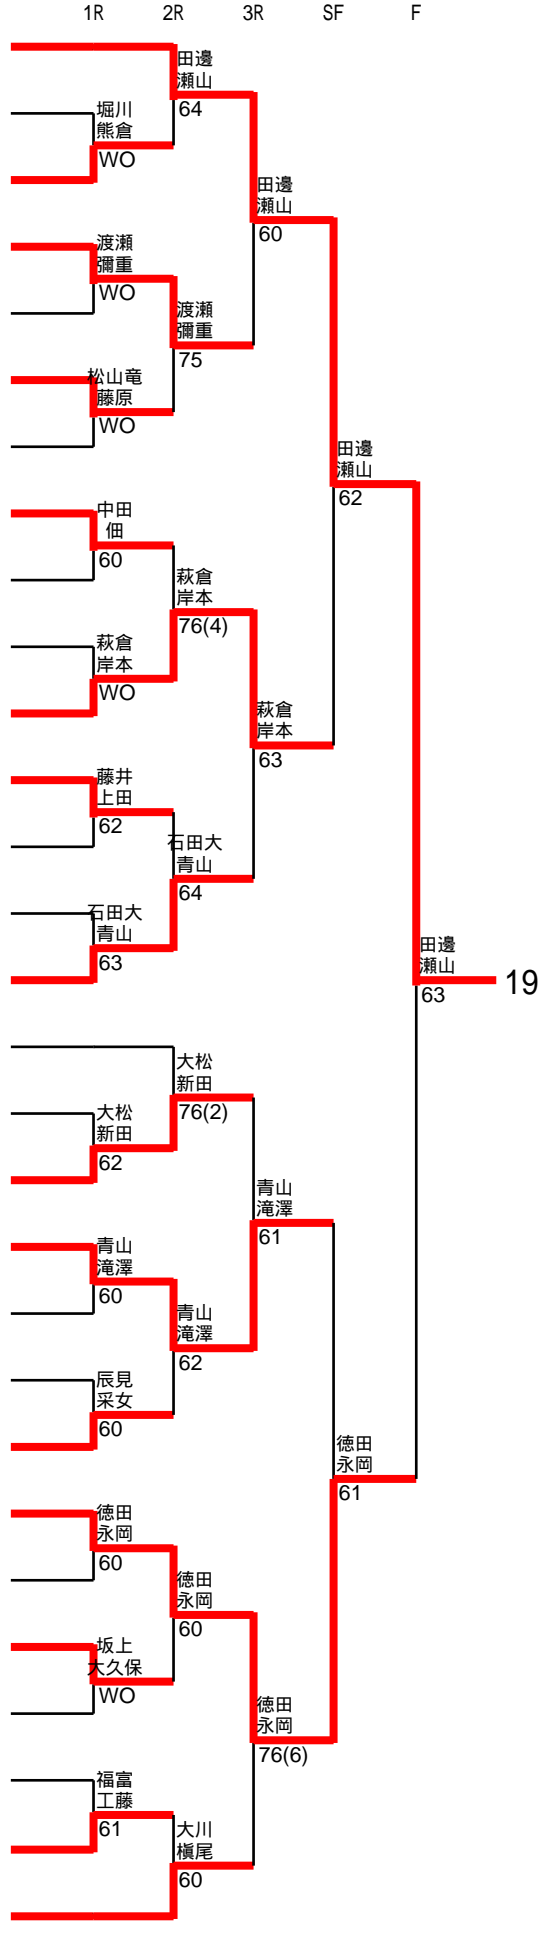 1R 2R 3R SF F
田邊
瀬山
64
堀川
熊倉
WO
田邊
瀬山
60
渡瀬
彌重
WO
渡瀬
彌重
75
松山竜
藤原
WO
田邊
瀬山
62
中田
佃
60
萩倉
岸本
76(4)
萩倉
岸本
WO
萩倉
岸本
63
藤井
上田
62
石田大
青山
64
石田大
青山
63
田邊
瀬山
63
19
大松
新田
76(2)
大松
新田
62
青山
滝澤
61
青山
滝澤
60
青山
滝澤
62
辰見
采女
60
徳田
永岡
61
徳田
永岡
60
徳田
永岡
60
坂上
大久保
WO
徳田
永岡
76(6)
福富
工藤
61
大川
槇尾
60